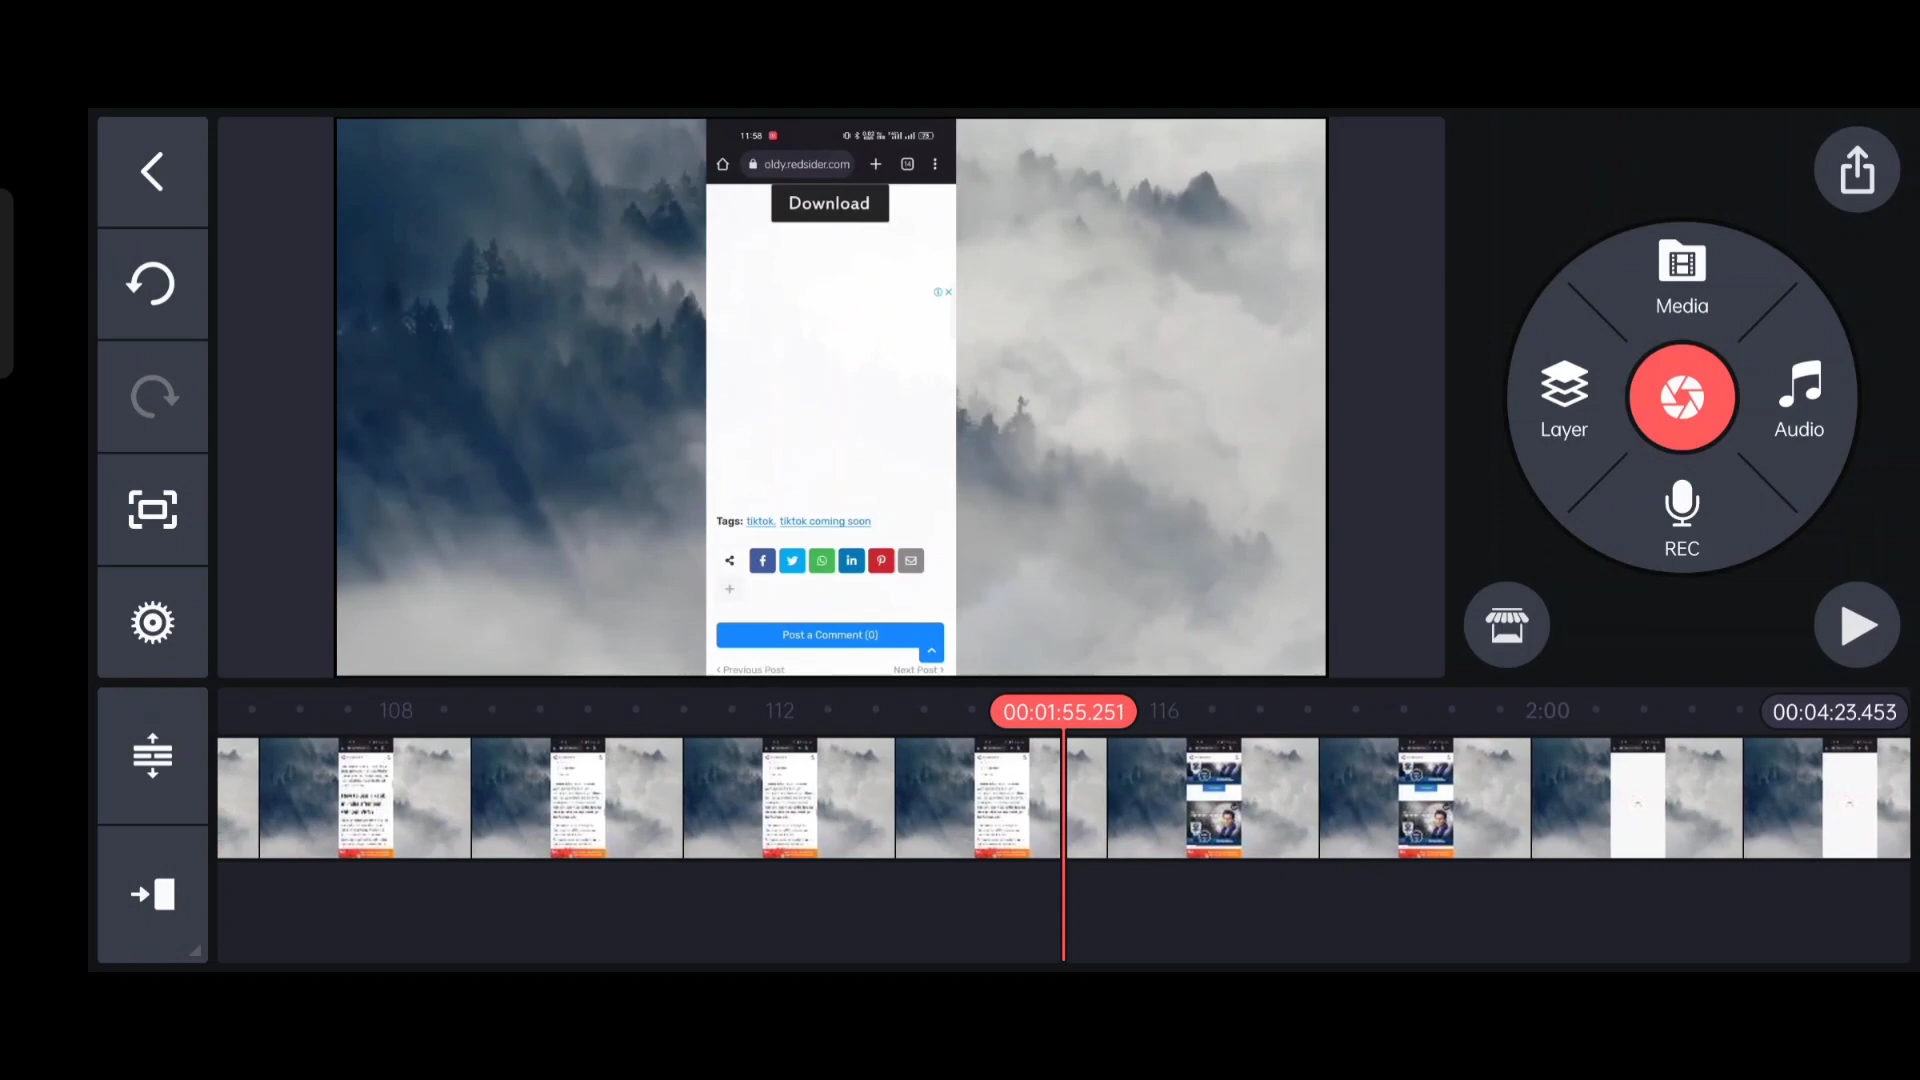 11:58
oldy.redsider.com
14
Download
Tags: tiktok, tiktok coming soon
Post a Comment (0)
Previous Post
Next Post
Media
Layer
Audio
REC
108
112
00:01:55.251
116
2:00
00:04:23.453